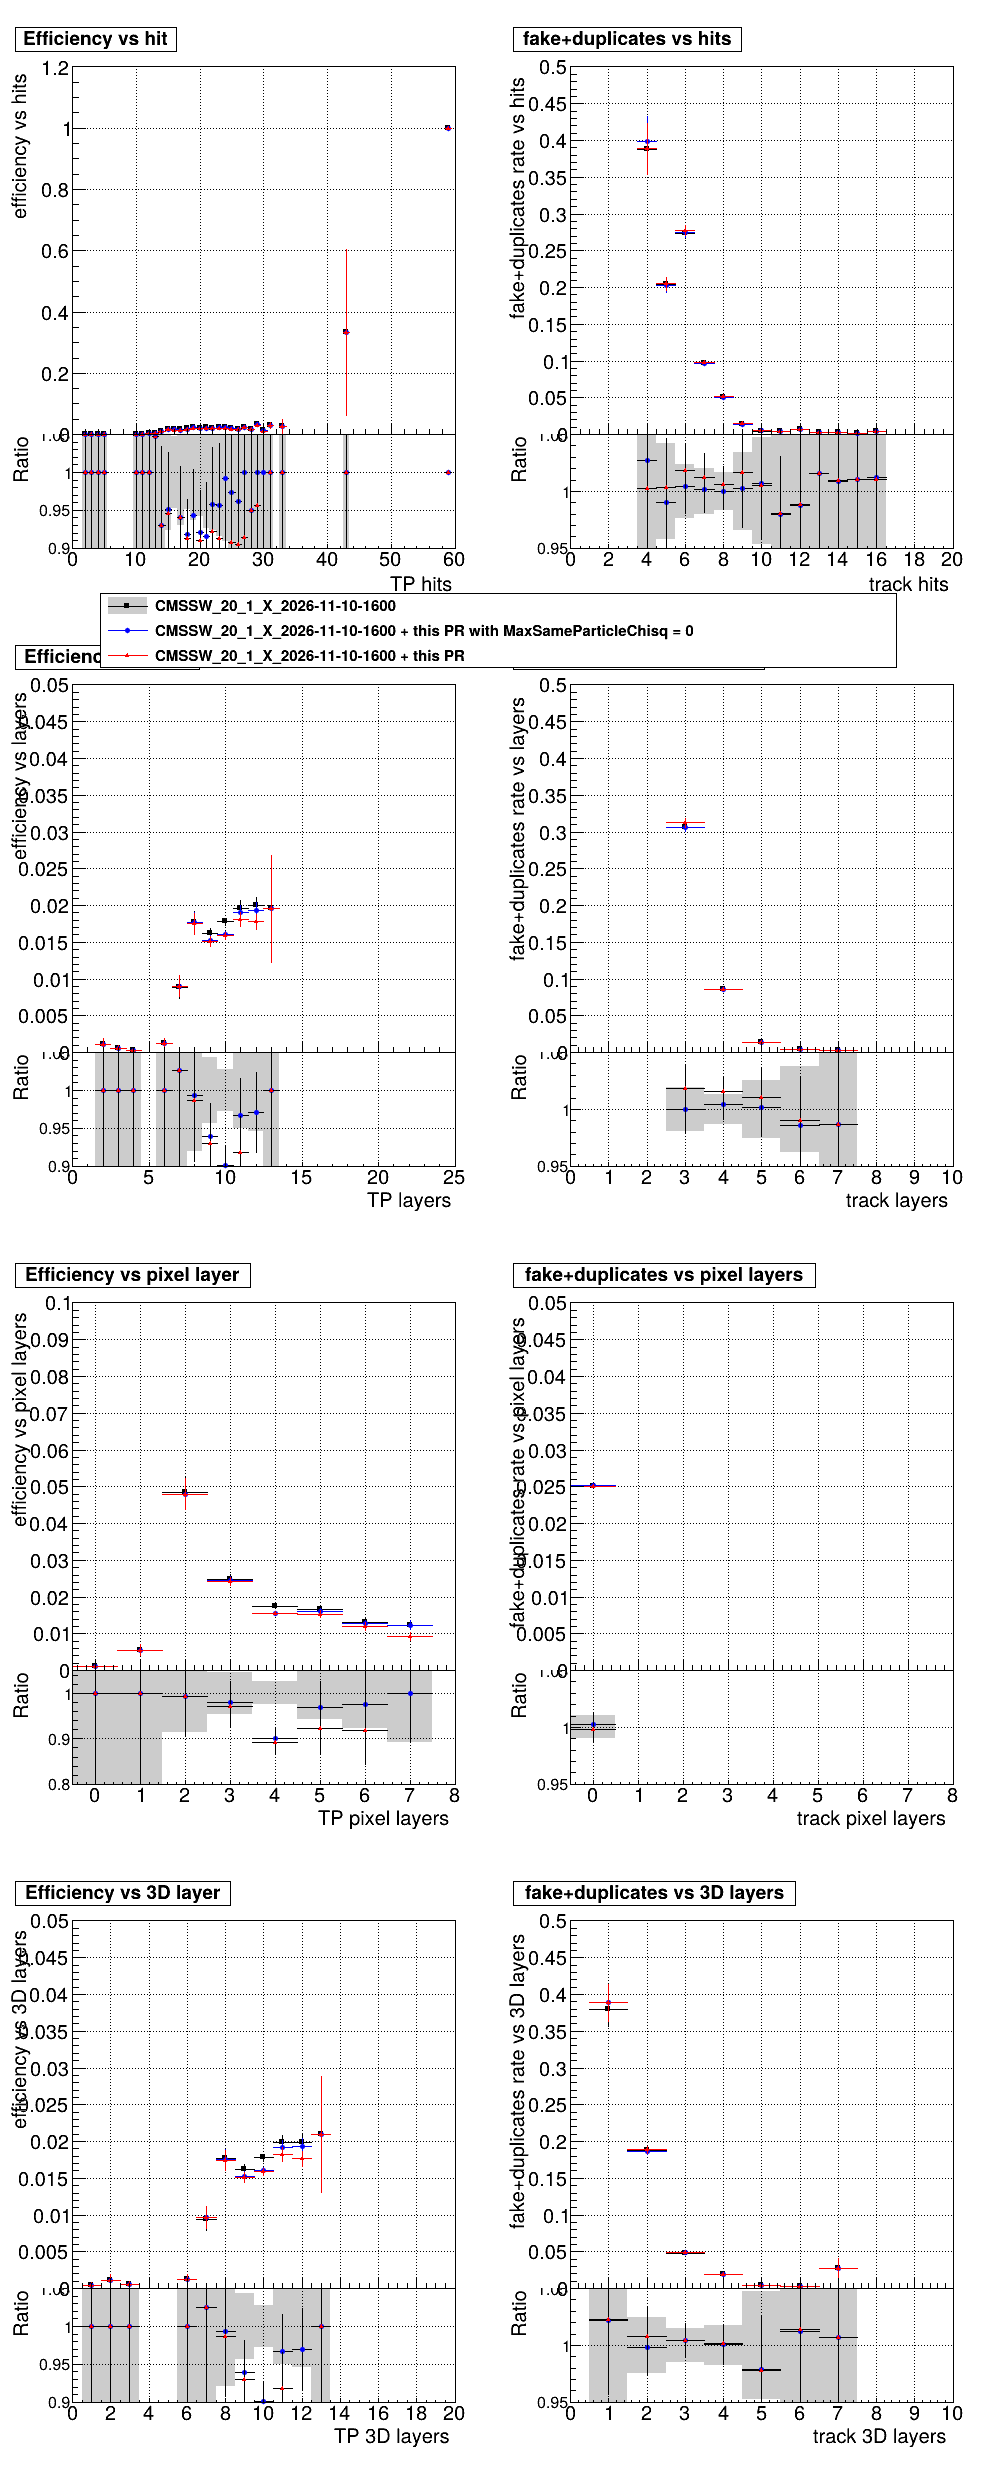 Efficiency vs hit
fake+duplicates vs hits
efficiency vs hits
1.2
1
0.8
0.6
0.4
0.2
0
Ratio
1
0.95
0.9
0 10 20 30 40 50 60
TP hits
fake+duplicates rate vs hits
0.5
0.45
0.4
0.35
0.3
0.25
0.2
0.15
0.1
0.05
0
Ratio
1
0.95
0 2 4 6 8 10 12 14 16 18 20
track hits
CMSSW_20_1_X_2026-11-10-1600
CMSSW_20_1_X_2026-11-10-1600 + this PR with MaxSameParticleChisq = 0
CMSSW_20_1_X_2026-11-10-1600 + this PR
efficiency vs layers
0.05
0.045
0.04
0.035
0.03
0.025
0.02
0.015
0.01
0.005
0
Ratio
1
0.95
0.9
0 5 10 15 20 25
TP layers
fake+duplicates rate vs layers
0.5
0.45
0.4
0.35
0.3
0.25
0.2
0.15
0.1
0.05
0
Ratio
1
0.95
0 1 2 3 4 5 6 7 8 9 10
track layers
Efficiency vs pixel layer
fake+duplicates vs pixel layers
efficiency vs pixel layers
0.1
0.09
0.08
0.07
0.06
0.05
0.04
0.03
0.02
0.01
0
Ratio
1
0.9
0.8
0 1 2 3 4 5 6 7 8
TP pixel layers
fake+duplicates rate vs pixel layers
0.05
0.045
0.04
0.035
0.03
0.025
0.02
0.015
0.01
0.005
0
Ratio
1
0.95
0 1 2 3 4 5 6 7 8
track pixel layers
Efficiency vs 3D layer
fake+duplicates vs 3D layers
efficiency vs 3D layers
0.05
0.045
0.04
0.035
0.03
0.025
0.02
0.015
0.01
0.005
0
Ratio
1
0.95
0.9
0 2 4 6 8 10 12 14 16 18 20
TP 3D layers
fake+duplicates rate vs 3D layers
0.5
0.45
0.4
0.35
0.3
0.25
0.2
0.15
0.1
0.05
0
Ratio
1
0.95
0 1 2 3 4 5 6 7 8 9 10
track 3D layers